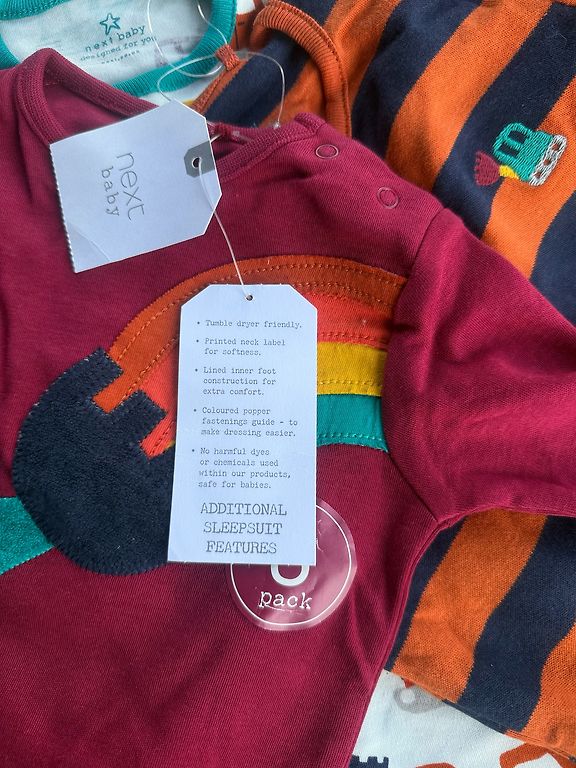 next baby
designed for you
next
baby
• Tumble dryer friendly.
• Printed neck label
for softness.
• Lined inner foot
construction for
extra comfort.
• Coloured popper
fastenings guide - to
make dressing easier.
• No harmful dyes
or chemicals used
within our products,
safe for babies.
ADDITIONAL
SLEEPSUIT
FEATURES
pack